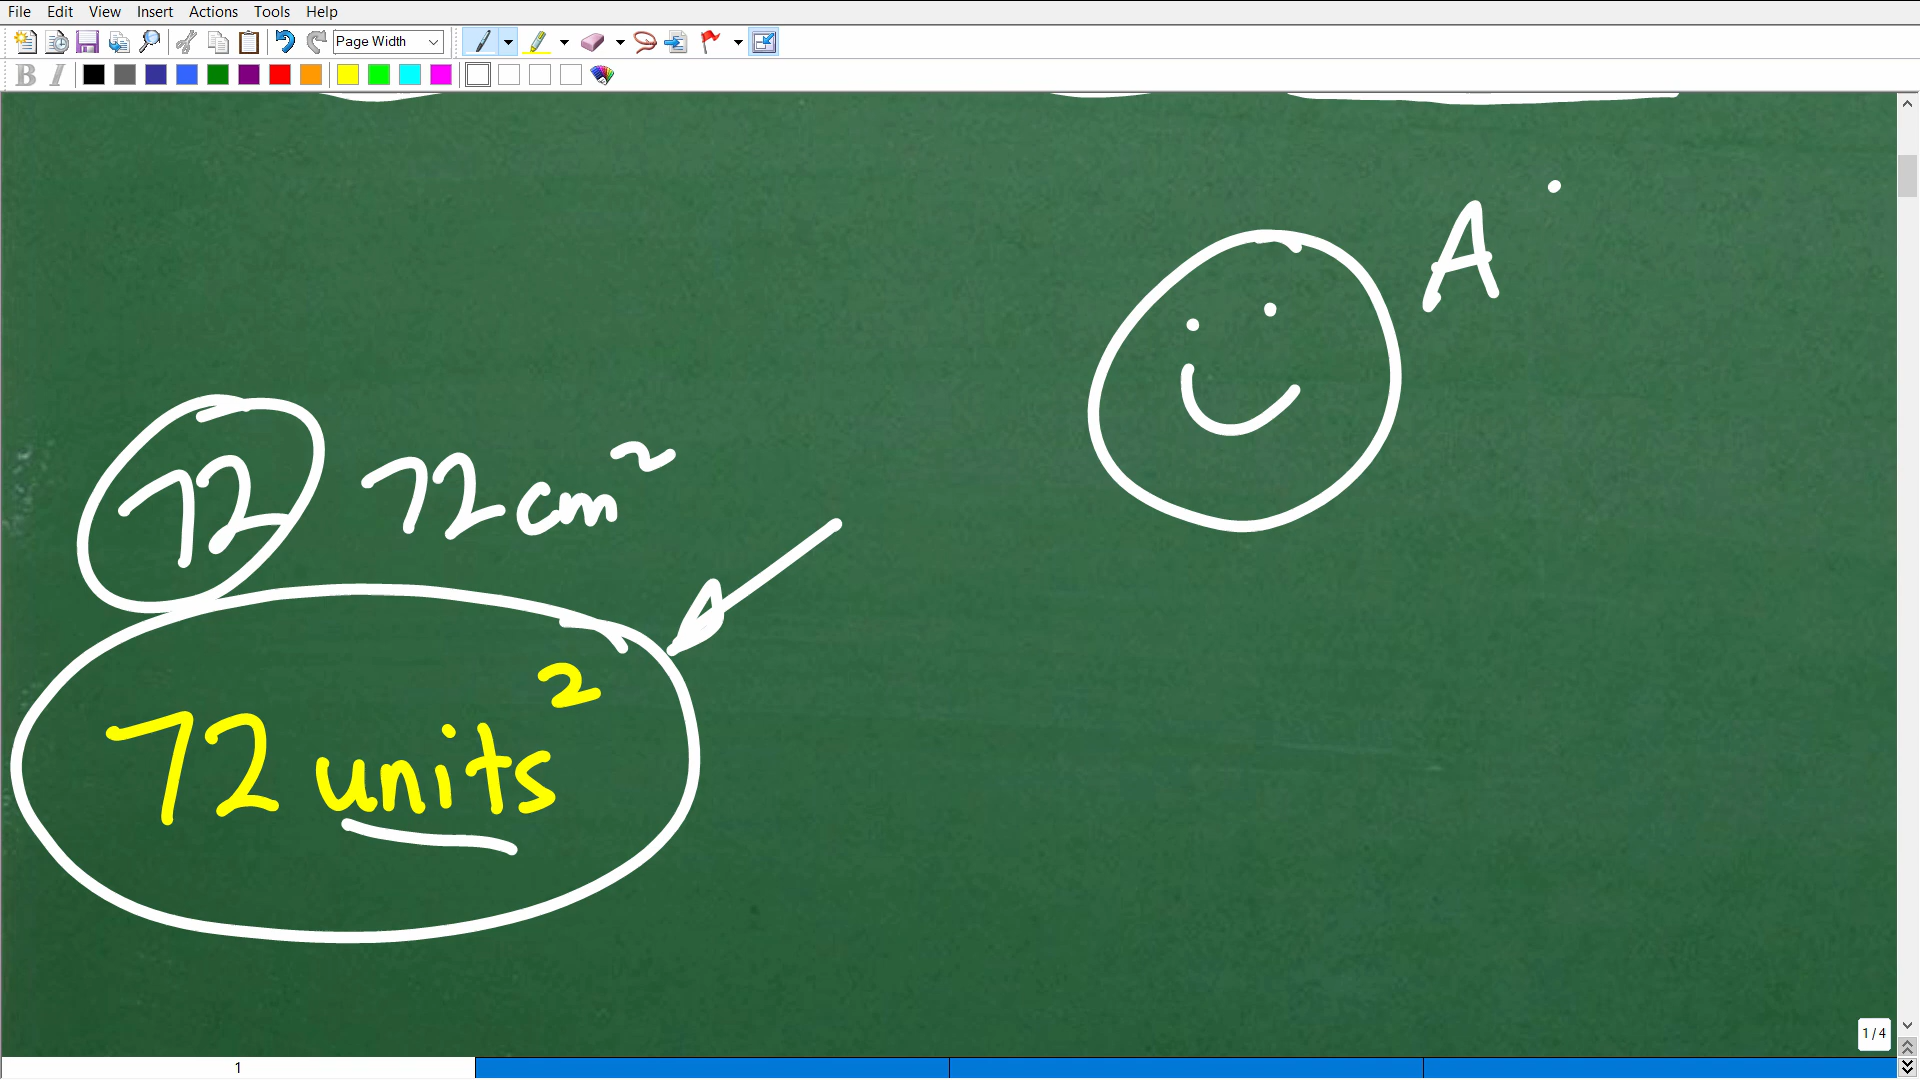 File Edit View Insert Actions Tools Help
Page Width
B I
A
72 72cm²
72 units²
1 / 4
1